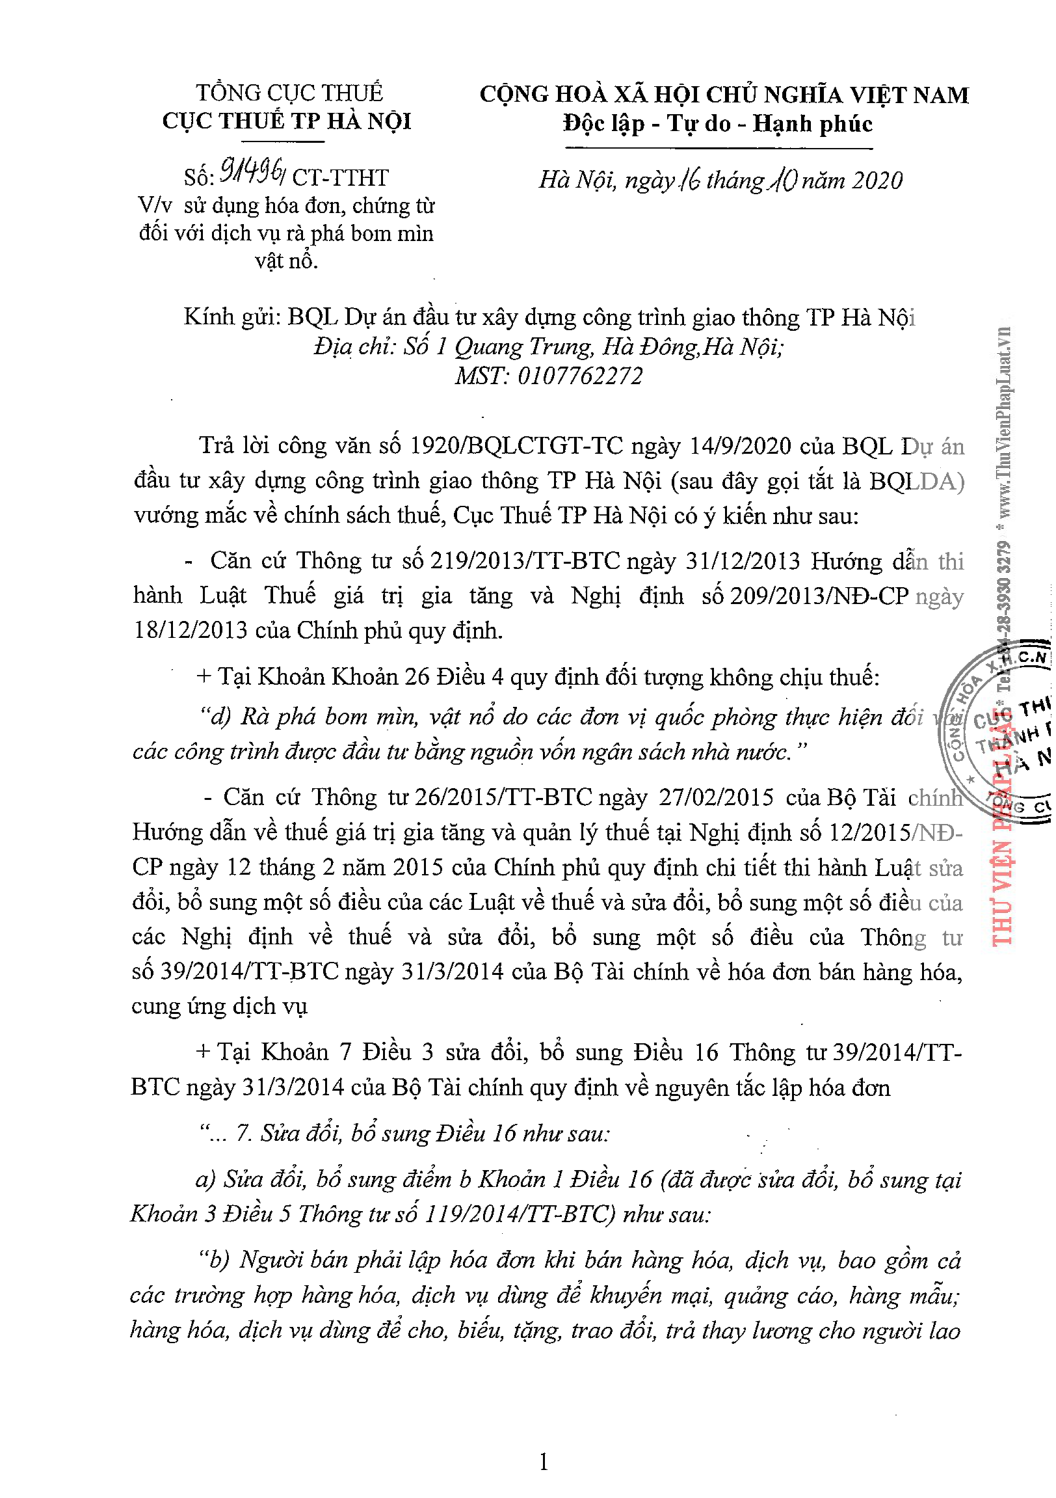 TỔNG CỤC THUẾ
CỤC THUẾ TP HÀ NỘI
CỘNG HOÀ XÃ HỘI CHỦ NGHĨA VIỆT NAM
Độc lập - Tự do - Hạnh phúc
Số: 91496/ CT-TTHT
V/v sử dụng hóa đơn, chứng từ
đối với dịch vụ rà phá bom mìn
vật nổ.
Hà Nội, ngày 16 tháng 10 năm 2020
Kính gửi: BQL Dự án đầu tư xây dựng công trình giao thông TP Hà Nội
Địa chỉ: Số 1 Quang Trung, Hà Đông,Hà Nội;
MST: 0107762272
Trả lời công văn số 1920/BQLCTGT-TC ngày 14/9/2020 của BQL Dự án
đầu tư xây dựng công trình giao thông TP Hà Nội (sau đây gọi tắt là BQLDA)
vướng mắc về chính sách thuế, Cục Thuế TP Hà Nội có ý kiến như sau:
- Căn cứ Thông tư số 219/2013/TT-BTC ngày 31/12/2013 Hướng dẫn thi
hành Luật Thuế giá trị gia tăng và Nghị định số 209/2013/NĐ-CP ngày
18/12/2013 của Chính phủ quy định.
+ Tại Khoản Khoản 26 Điều 4 quy định đối tượng không chịu thuế:
“d) Rà phá bom mìn, vật nổ do các đơn vị quốc phòng thực hiện đối với
các công trình được đầu tư bằng nguồn vốn ngân sách nhà nước.”
- Căn cứ Thông tư 26/2015/TT-BTC ngày 27/02/2015 của Bộ Tài chính
Hướng dẫn về thuế giá trị gia tăng và quản lý thuế tại Nghị định số 12/2015/NĐ-
CP ngày 12 tháng 2 năm 2015 của Chính phủ quy định chi tiết thi hành Luật sửa
đổi, bổ sung một số điều của các Luật về thuế và sửa đổi, bổ sung một số điều của
các Nghị định về thuế và sửa đổi, bổ sung một số điều của Thông tư
số 39/2014/TT-BTC ngày 31/3/2014 của Bộ Tài chính về hóa đơn bán hàng hóa,
cung ứng dịch vụ
+ Tại Khoản 7 Điều 3 sửa đổi, bổ sung Điều 16 Thông tư 39/2014/TT-
BTC ngày 31/3/2014 của Bộ Tài chính quy định về nguyên tắc lập hóa đơn
“... 7. Sửa đổi, bổ sung Điều 16 như sau:
a) Sửa đổi, bổ sung điểm b Khoản 1 Điều 16 (đã được sửa đổi, bổ sung tại
Khoản 3 Điều 5 Thông tư số 119/2014/TT-BTC) như sau:
“b) Người bán phải lập hóa đơn khi bán hàng hóa, dịch vụ, bao gồm cả
các trường hợp hàng hóa, dịch vụ dùng để khuyến mại, quảng cáo, hàng mẫu;
hàng hóa, dịch vụ dùng để cho, biếu, tặng, trao đổi, trả thay lương cho người lao
1
THƯ VIỆN PHÁP LUẬT * Tel: +84-28-3930 3279 * www.ThuVienPhapLuat.vn
CỘNG HÒA X.H.C.N
CỤC TH
THÀNH
HÀ N
TỔNG CỤ